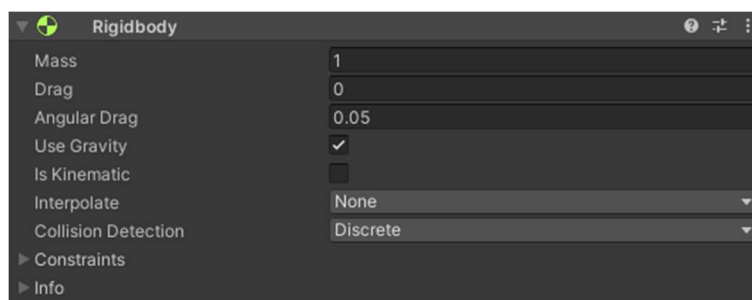 Rigidbody
Mass 1
Drag 0
Angular Drag 0.05
Use Gravity
Is Kinematic
Interpolate None
Collision Detection Discrete
Constraints
Info